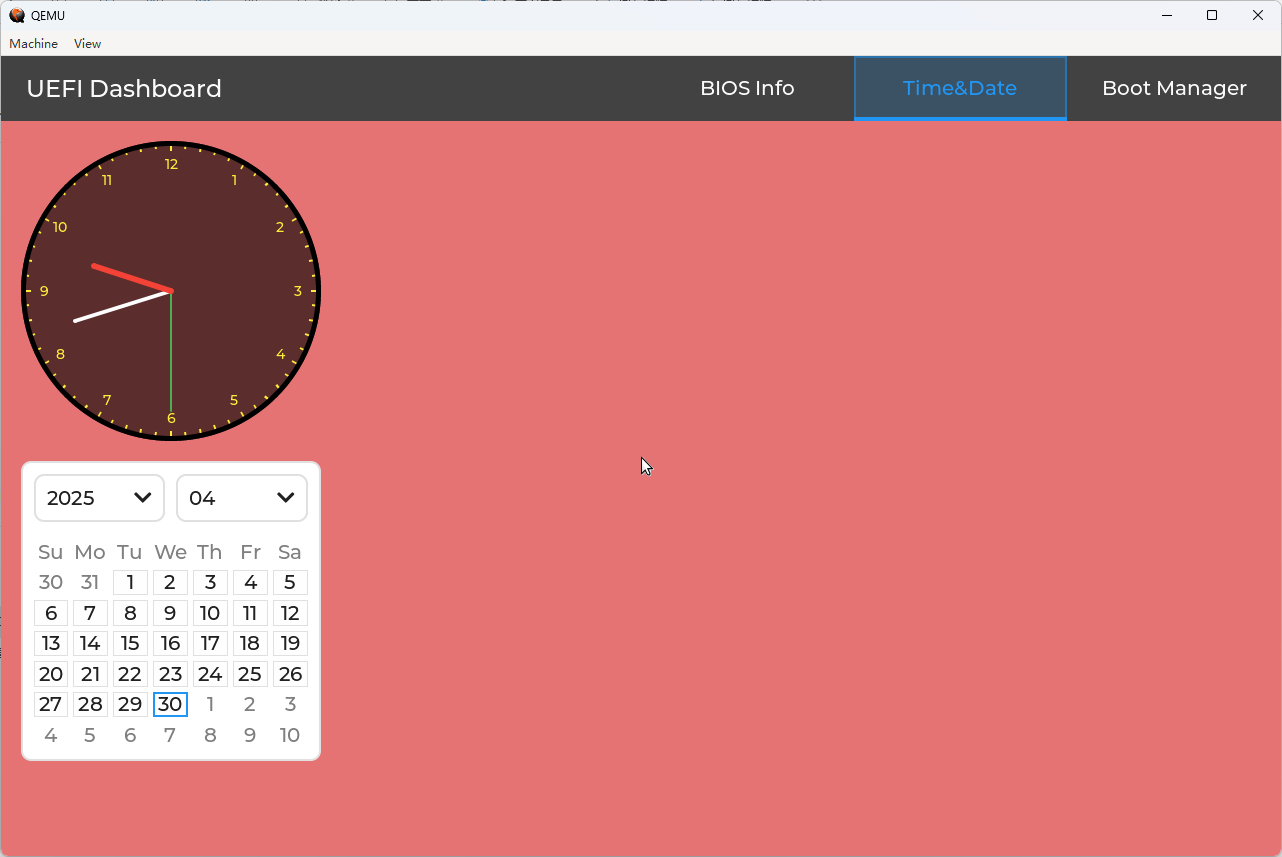 QEMU
Machine View
UEFI Dashboard BIOS Info Time&Date Boot Manager
12
11 1
10 2
9 3
8 4
7 5
6
2025 04
Su Mo Tu We Th Fr Sa
30 31 1 2 3 4 5
6 7 8 9 10 11 12
13 14 15 16 17 18 19
20 21 22 23 24 25 26
27 28 29 30 1 2 3
4 5 6 7 8 9 10